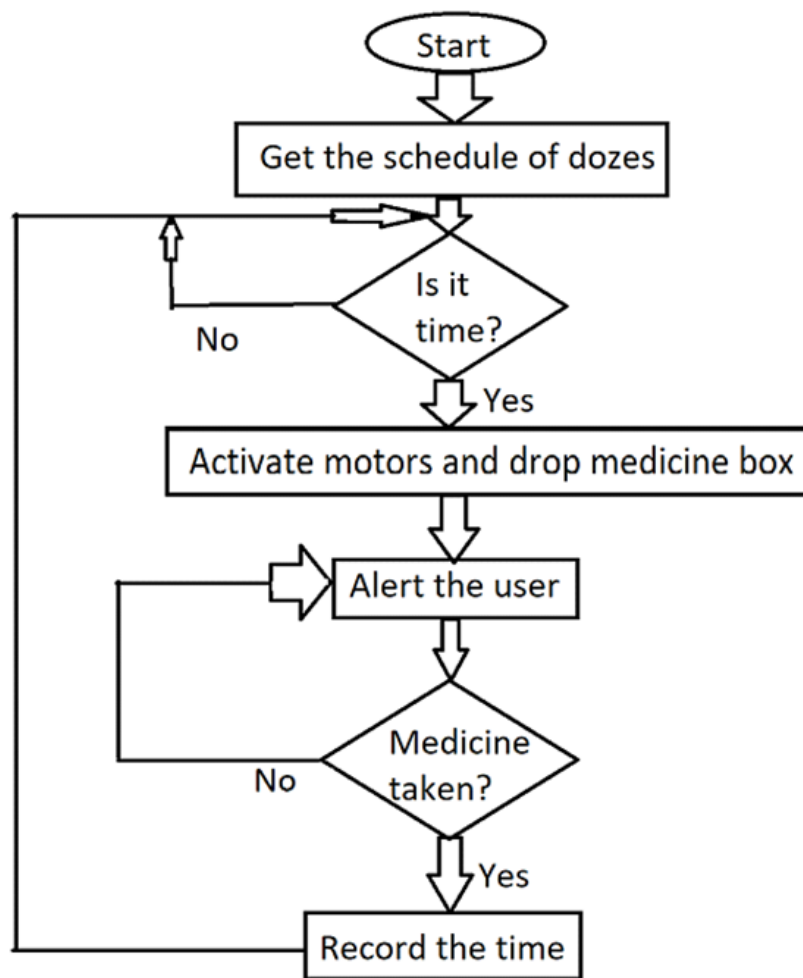 Start
Get the schedule of dozes
Is it
time?
No
Yes
Activate motors and drop medicine box
Alert the user
Medicine
taken?
No
Yes
Record the time